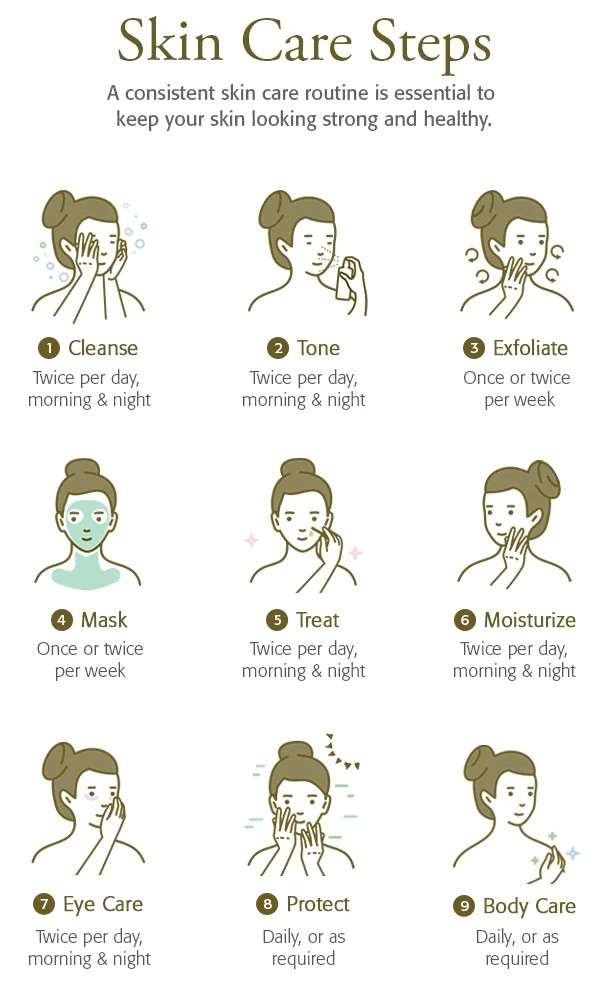 Skin Care Steps
A consistent skin care routine is essential to
keep your skin looking strong and healthy.
1 Cleanse
Twice per day,
morning & night
2 Tone
Twice per day,
morning & night
3 Exfoliate
Once or twice
per week
4 Mask
Once or twice
per week
5 Treat
Twice per day,
morning & night
6 Moisturize
Twice per day,
morning & night
7 Eye Care
Twice per day,
morning & night
8 Protect
Daily, or as
required
9 Body Care
Daily, or as
required